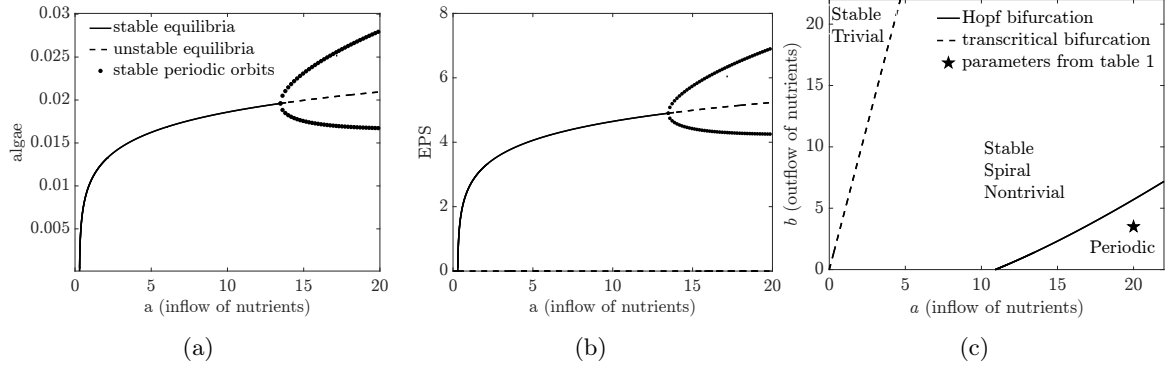 0.03
0.025
0.02
0.015
0.01
0.005
algae
stable equilibria
unstable equilibria
stable periodic orbits
0 5 10 15 20
a (inflow of nutrients)
(a)
8
6
4
2
0
EPS
0 5 10 15 20
a (inflow of nutrients)
(b)
20
15
10
5
0
b (outflow of nutrients)
Stable
Trivial
Hopf bifurcation
transcritical bifurcation
parameters from table 1
Stable
Spiral
Nontrivial
Periodic
0 5 10 15 20
a (inflow of nutrients)
(c)